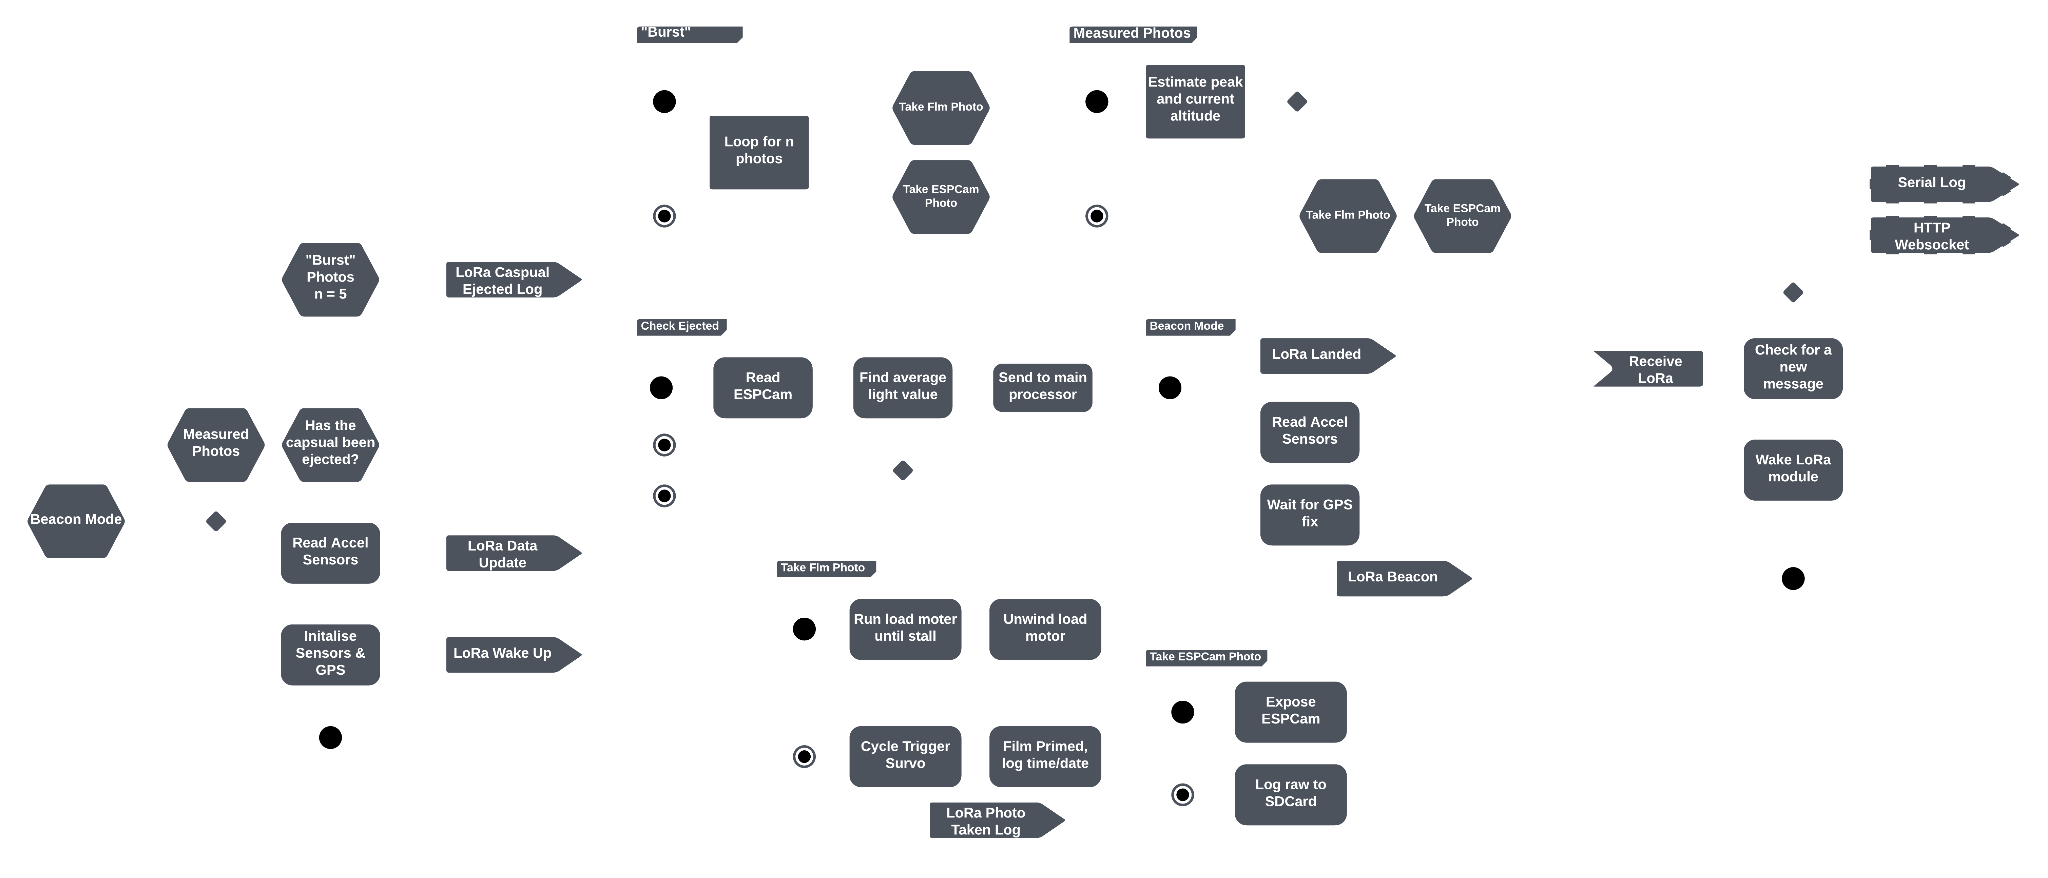 "Burst"
Loop for n
photos
Take Flm Photo
Take ESPCam
Photo
Measured Photos
Estimate peak
and current
altitude
Take Flm Photo
Take ESPCam
Photo
Serial Log
HTTP
Websocket
"Burst"
Photos
n = 5
LoRa Caspual
Ejected Log
Measured
Photos
Has the
capsual been
ejected?
Beacon Mode
Read Accel
Sensors
LoRa Data
Update
Initalise
Sensors &
GPS
LoRa Wake Up
Check Ejected
Read
ESPCam
Find average
light value
Send to main
processor
Beacon Mode
LoRa Landed
Read Accel
Sensors
Wait for GPS
fix
LoRa Beacon
Receive
LoRa
Check for a
new
message
Wake LoRa
module
Take Flm Photo
Run load moter
until stall
Unwind load
motor
Cycle Trigger
Survo
Film Primed,
log time/date
LoRa Photo
Taken Log
Take ESPCam Photo
Expose
ESPCam
Log raw to
SDCard